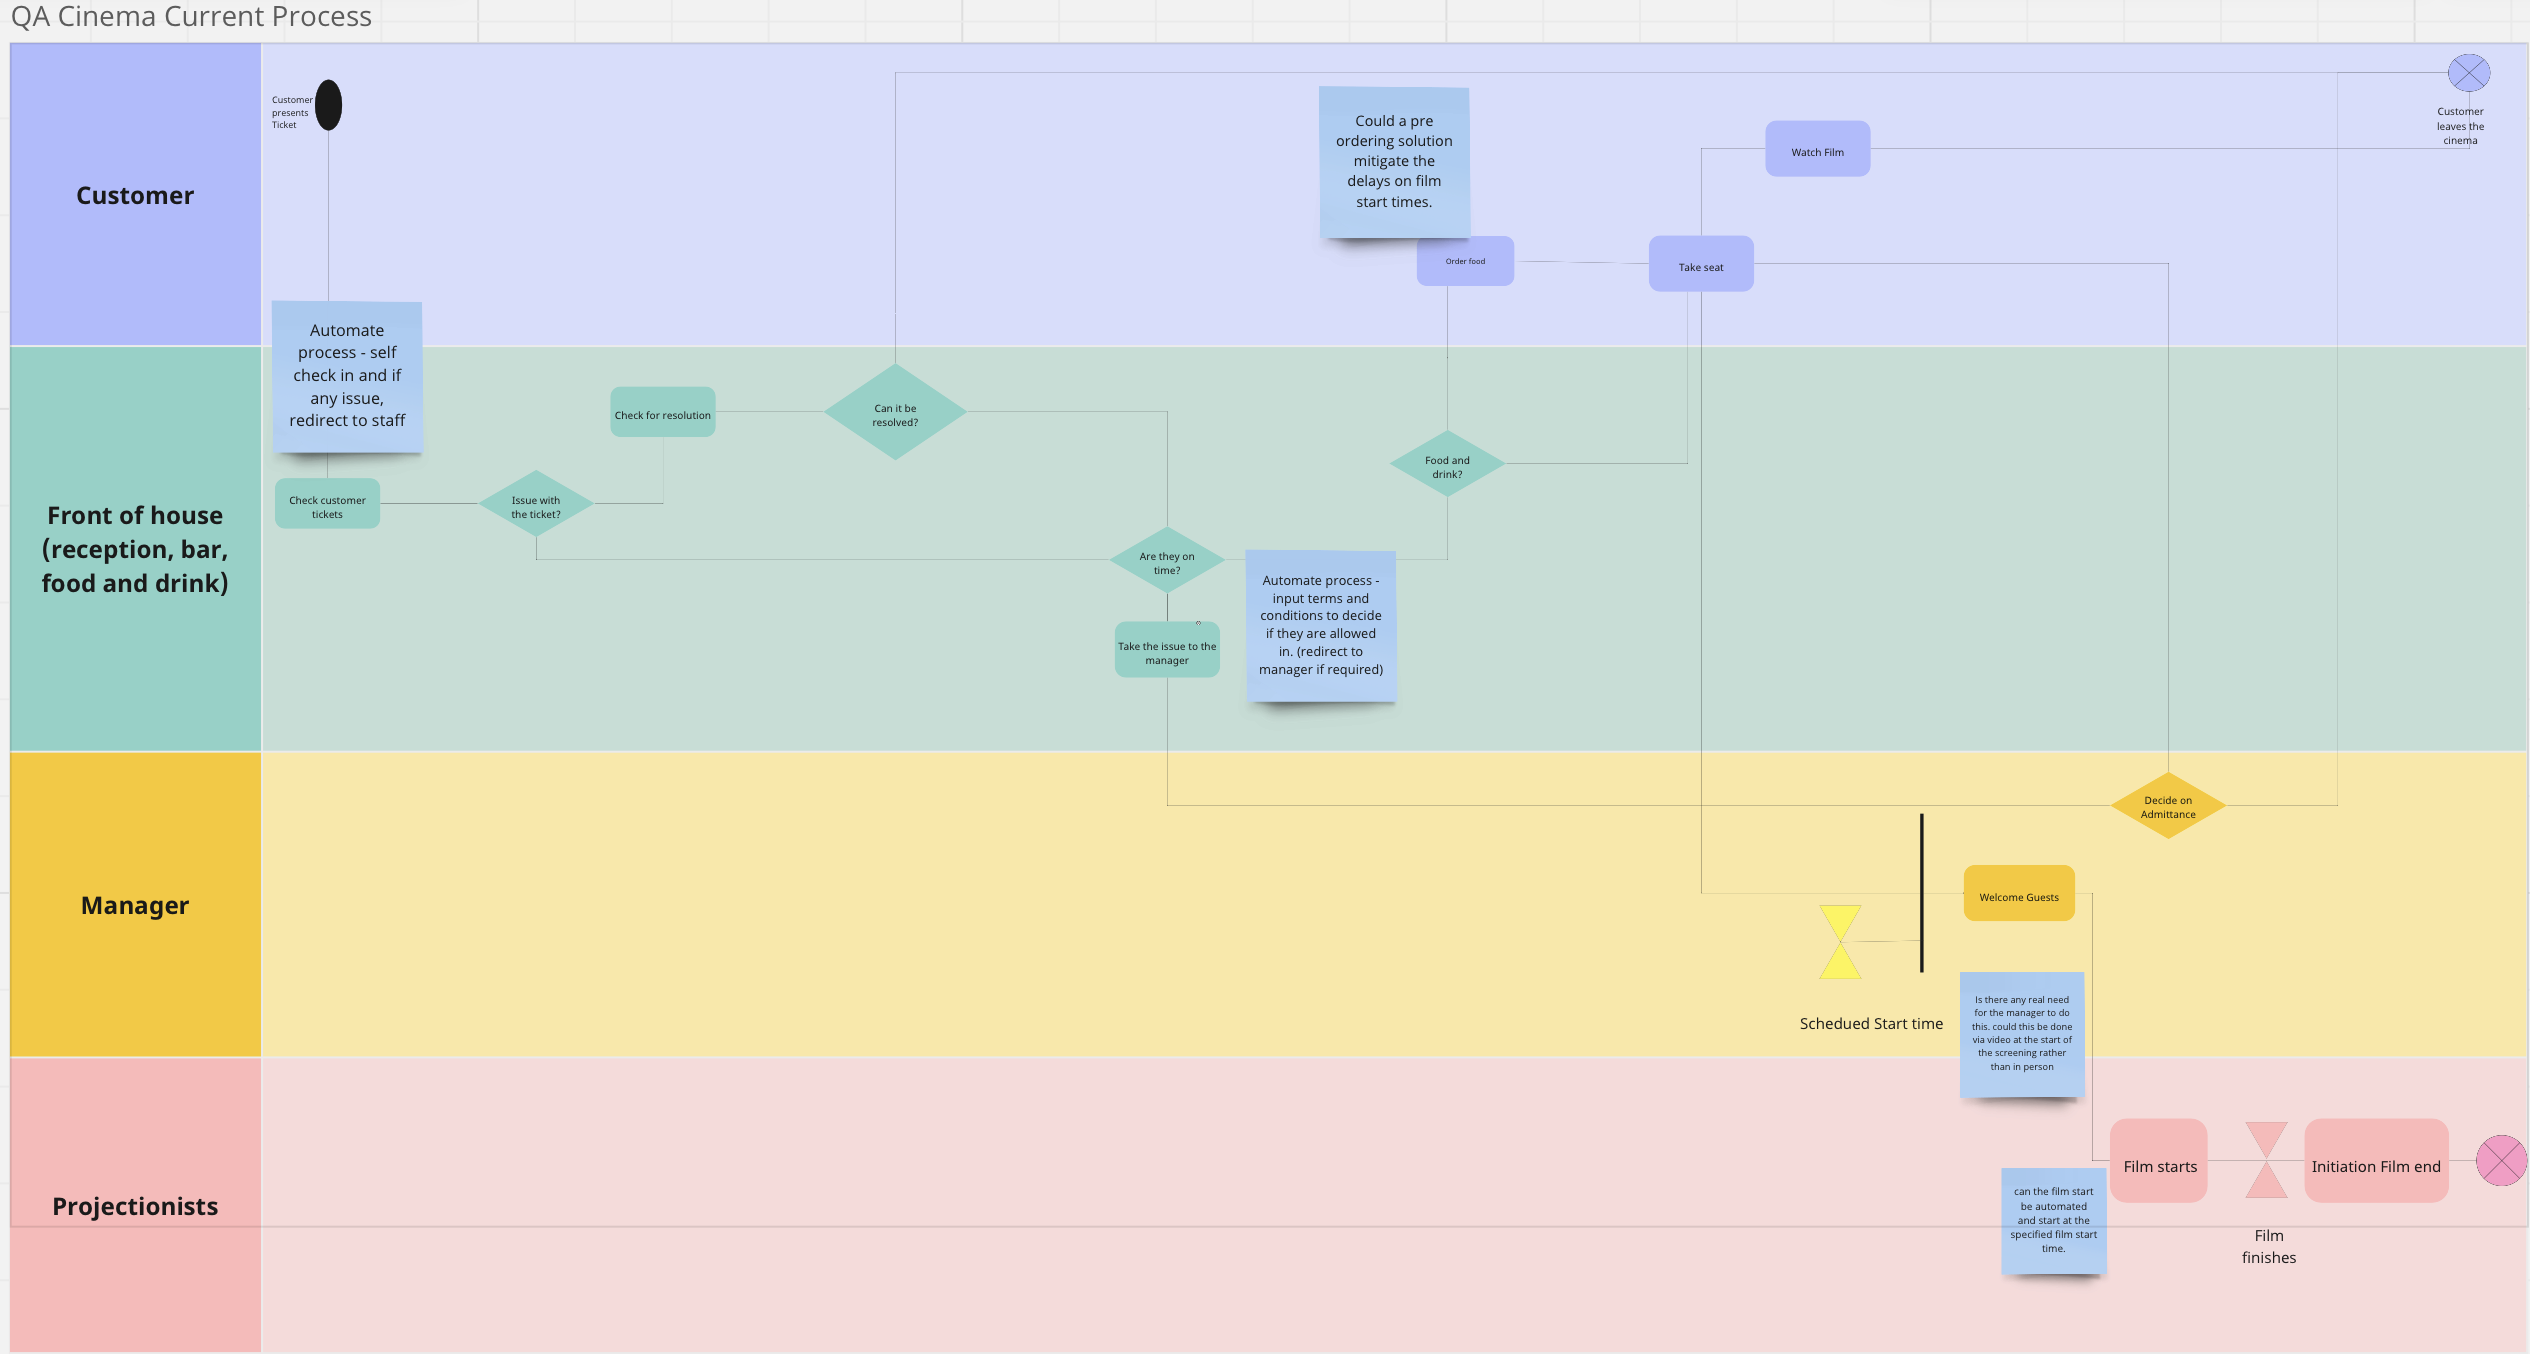 QA Cinema Current Process
Customer
Customer
presents
Ticket
Could a pre
ordering solution
mitigate the
delays on film
start times.
Watch Film
Customer
leaves the
cinema
Order food
Take seat
Automate
process - self
check in and if
any issue,
redirect to staff
Front of house
(reception, bar,
food and drink)
Check for resolution
Can it be
resolved?
Food and
drink?
Check customer
tickets
Issue with
the ticket?
Are they on
time?
Take the issue to the
manager
Automate process -
input terms and
conditions to decide
if they are allowed
in. (redirect to
manager if required)
Manager
Decide on
Admittance
Welcome Guests
Schedued Start time
Is there any real need
for the manager to do
this. could this be done
via video at the start of
the screening rather
than in person
Projectionists
Film starts
Initiation Film end
can the film start
be automated
and start at the
specified film start
time.
Film
finishes